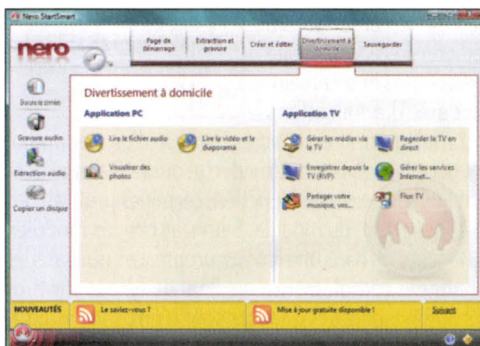 Nero StartSmart
nero
Page de
démarrage
Extraction et
gravure
Créer et éditer
Divertissement à
domicile
Sauvegarder
Gravure audio
Extraction audio
Copier un disque
Divertissement à domicile
Application PC
Lire le fichier audio
Lire la vidéo et le
diaporama
Visualiser des
photos
Application TV
Gérer les médias via
la TV
Regarder la TV en
direct
Enregistrer depuis la
TV (RVP)
Gérer les services
Internet...
Partager votre
musique, vos...
Flux TV
NOUVEAUTÉS
Le saviez-vous ?
Mise à jour gratuite disponible !
Suivant